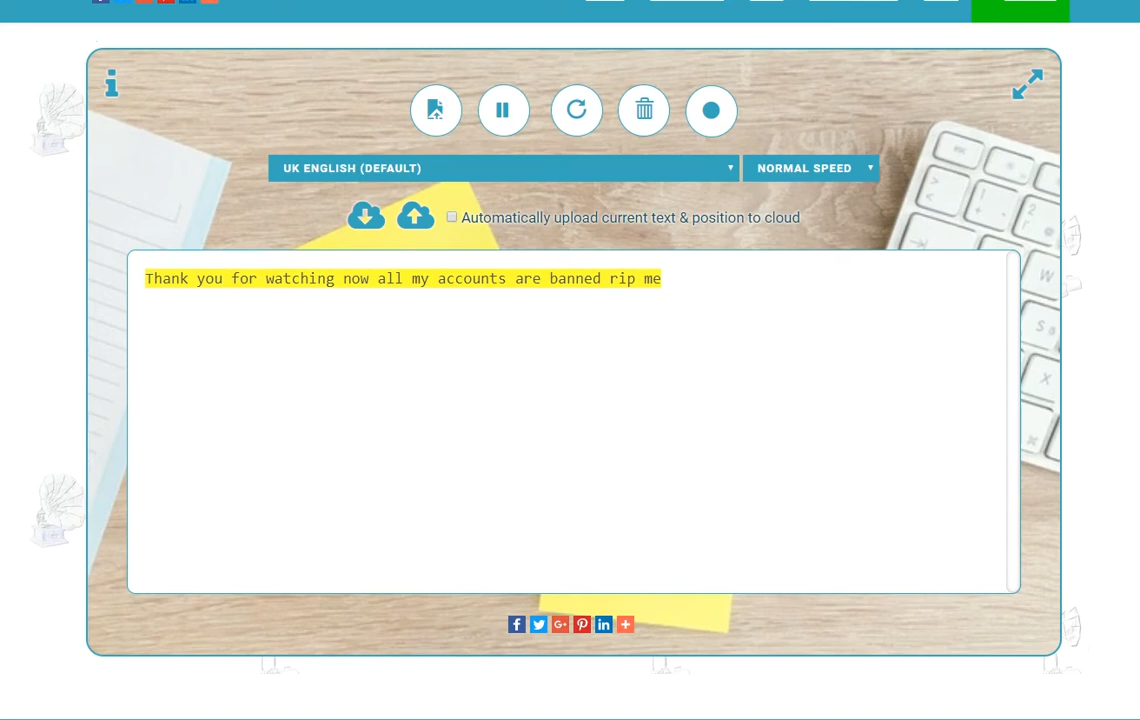 UK ENGLISH (DEFAULT)
NORMAL SPEED
Automatically upload current text & position to cloud
Thank you for watching now all my accounts are banned rip me